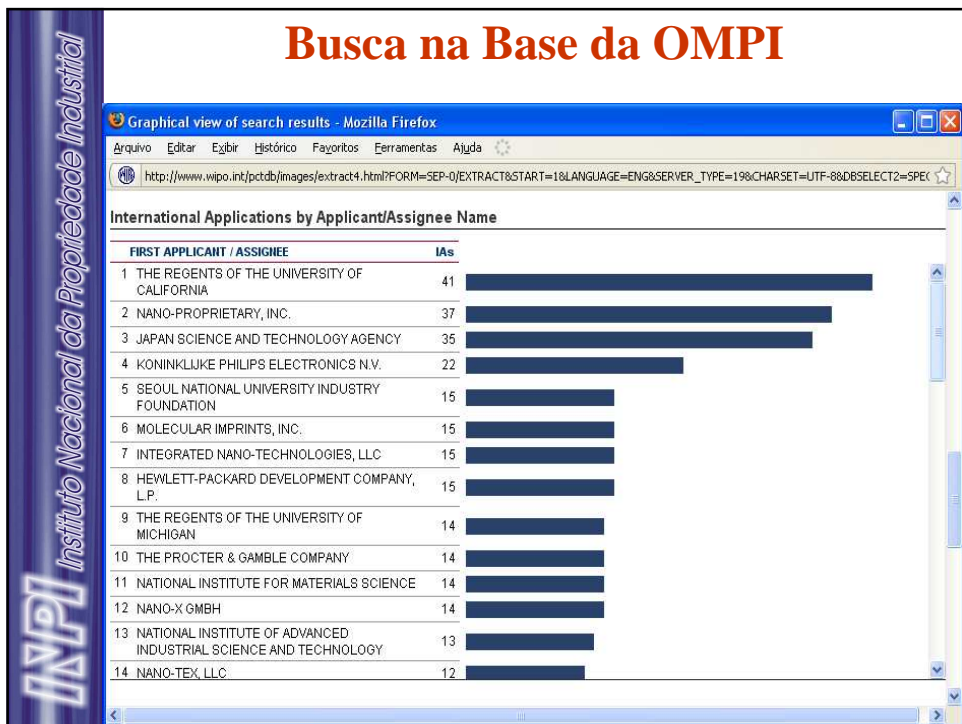 Busca na Base da OMPI
INPI Instituto Nacional da Propriedade Industrial
Graphical view of search results - Mozilla Firefox
Arquivo Editar Exibir Histórico Favoritos Ferramentas Ajuda
http://www.wipo.int/pctdb/images/extract4.html?FORM=SEP-0/EXTRACT&START=1&LANGUAGE=ENG&SERVER_TYPE=19&CHARSET=UTF-8&DBSELECT2=SPEC
International Applications by Applicant/Assignee Name
FIRST APPLICANT / ASSIGNEE IAs
1 THE REGENTS OF THE UNIVERSITY OF
CALIFORNIA 41
2 NANO-PROPRIETARY, INC. 37
3 JAPAN SCIENCE AND TECHNOLOGY AGENCY 35
4 KONINKLIJKE PHILIPS ELECTRONICS N.V. 22
5 SEOUL NATIONAL UNIVERSITY INDUSTRY
FOUNDATION 15
6 MOLECULAR IMPRINTS, INC. 15
7 INTEGRATED NANO-TECHNOLOGIES, LLC 15
8 HEWLETT-PACKARD DEVELOPMENT COMPANY,
L.P. 15
9 THE REGENTS OF THE UNIVERSITY OF
MICHIGAN 14
10 THE PROCTER & GAMBLE COMPANY 14
11 NATIONAL INSTITUTE FOR MATERIALS SCIENCE 14
12 NANO-X GMBH 14
13 NATIONAL INSTITUTE OF ADVANCED
INDUSTRIAL SCIENCE AND TECHNOLOGY 13
14 NANO-TEX, LLC 12